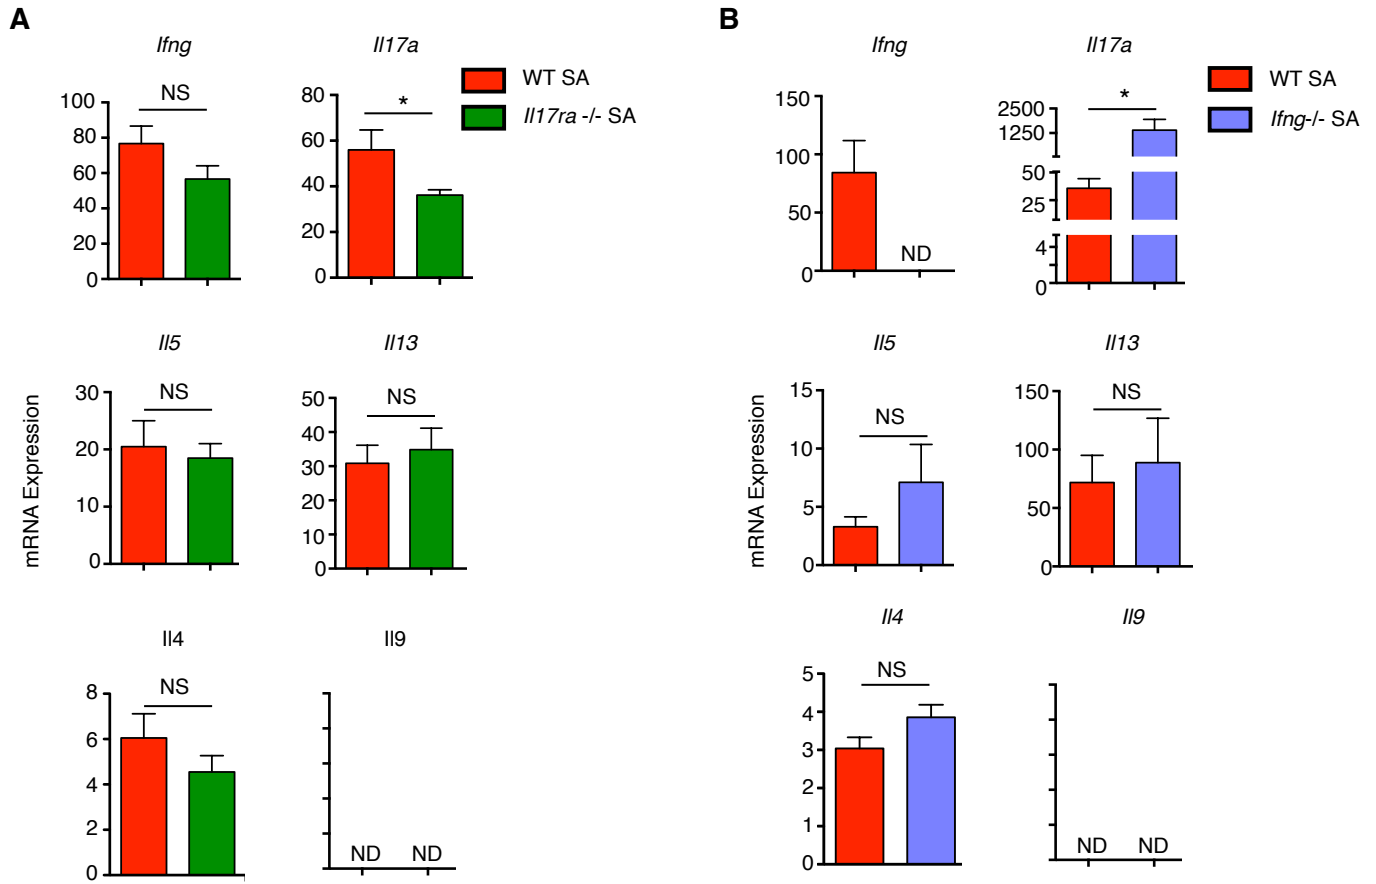 A
Ifng
Il17a
WT SA
Il17ra -/- SA
NS
100
80
60
40
20
0
*
80
60
40
20
0
mRNA Expression
Il5
Il13
NS
30
20
10
0
NS
50
40
30
20
10
0
Il4
Il9
NS
8
6
4
2
0
ND ND
B
Ifng
Il17a
WT SA
Ifng-/- SA
150
100
50
0
ND
*
2500
1250
50
25
4
0
mRNA Expression
Il5
Il13
NS
15
10
5
0
NS
150
100
50
0
Il4
Il9
NS
5
4
3
2
1
0
ND ND